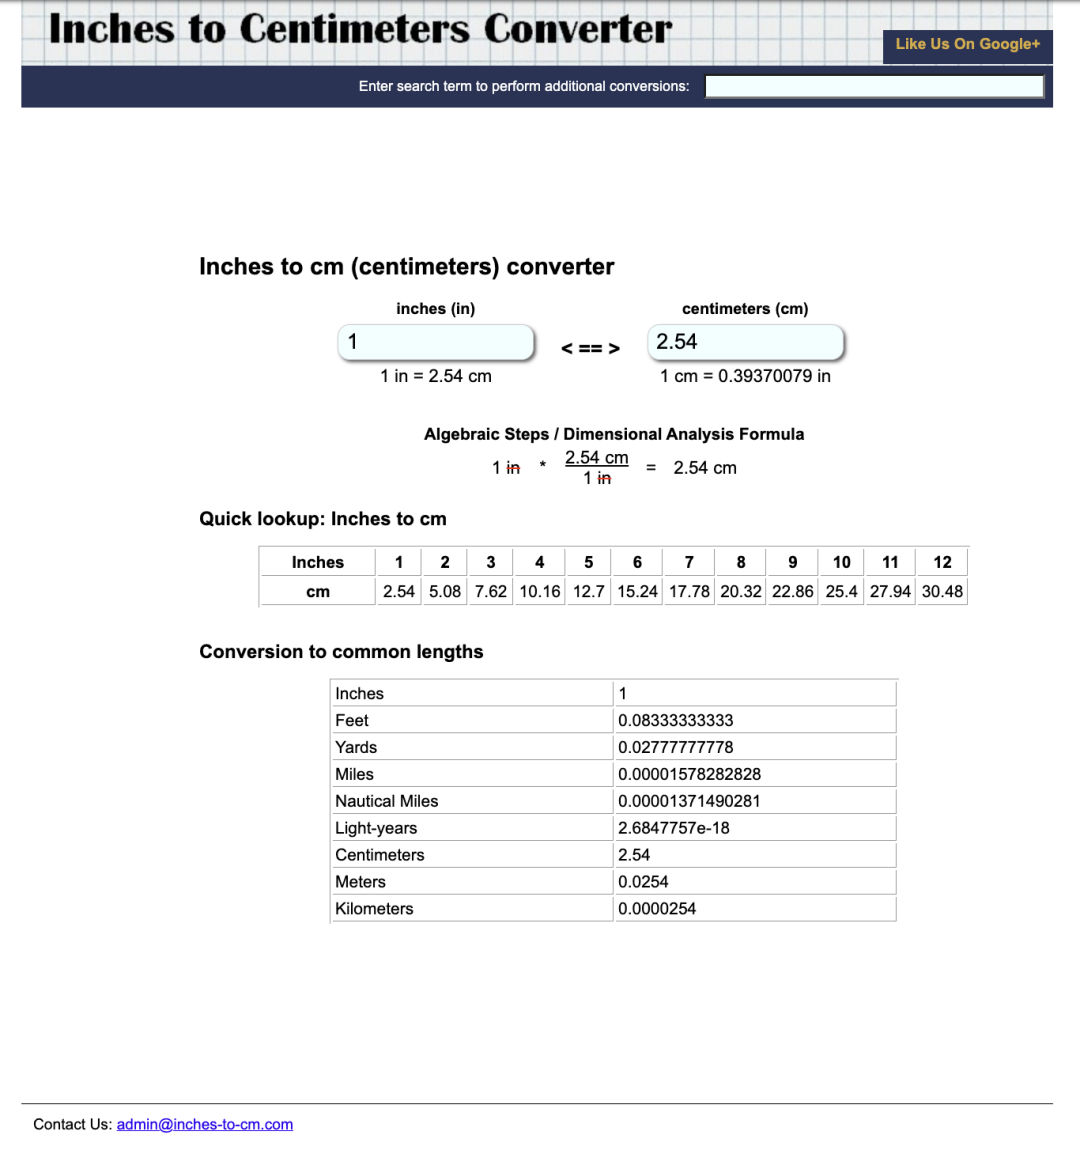 Inches to Centimeters Converter
Like Us On Google+
Enter search term to perform additional conversions:
Inches to cm (centimeters) converter
inches (in) centimeters (cm)
1 < == > 2.54
1 in = 2.54 cm 1 cm = 0.39370079 in
Algebraic Steps / Dimensional Analysis Formula
1 in * 2.54 cm = 2.54 cm
1 in
Quick lookup: Inches to cm
Inches 1 2 3 4 5 6 7 8 9 10 11 12
cm 2.54 5.08 7.62 10.16 12.7 15.24 17.78 20.32 22.86 25.4 27.94 30.48
Conversion to common lengths
Inches 1
Feet 0.08333333333
Yards 0.02777777778
Miles 0.00001578282828
Nautical Miles 0.00001371490281
Light-years 2.6847757e-18
Centimeters 2.54
Meters 0.0254
Kilometers 0.0000254
Contact Us: admin@inches-to-cm.com